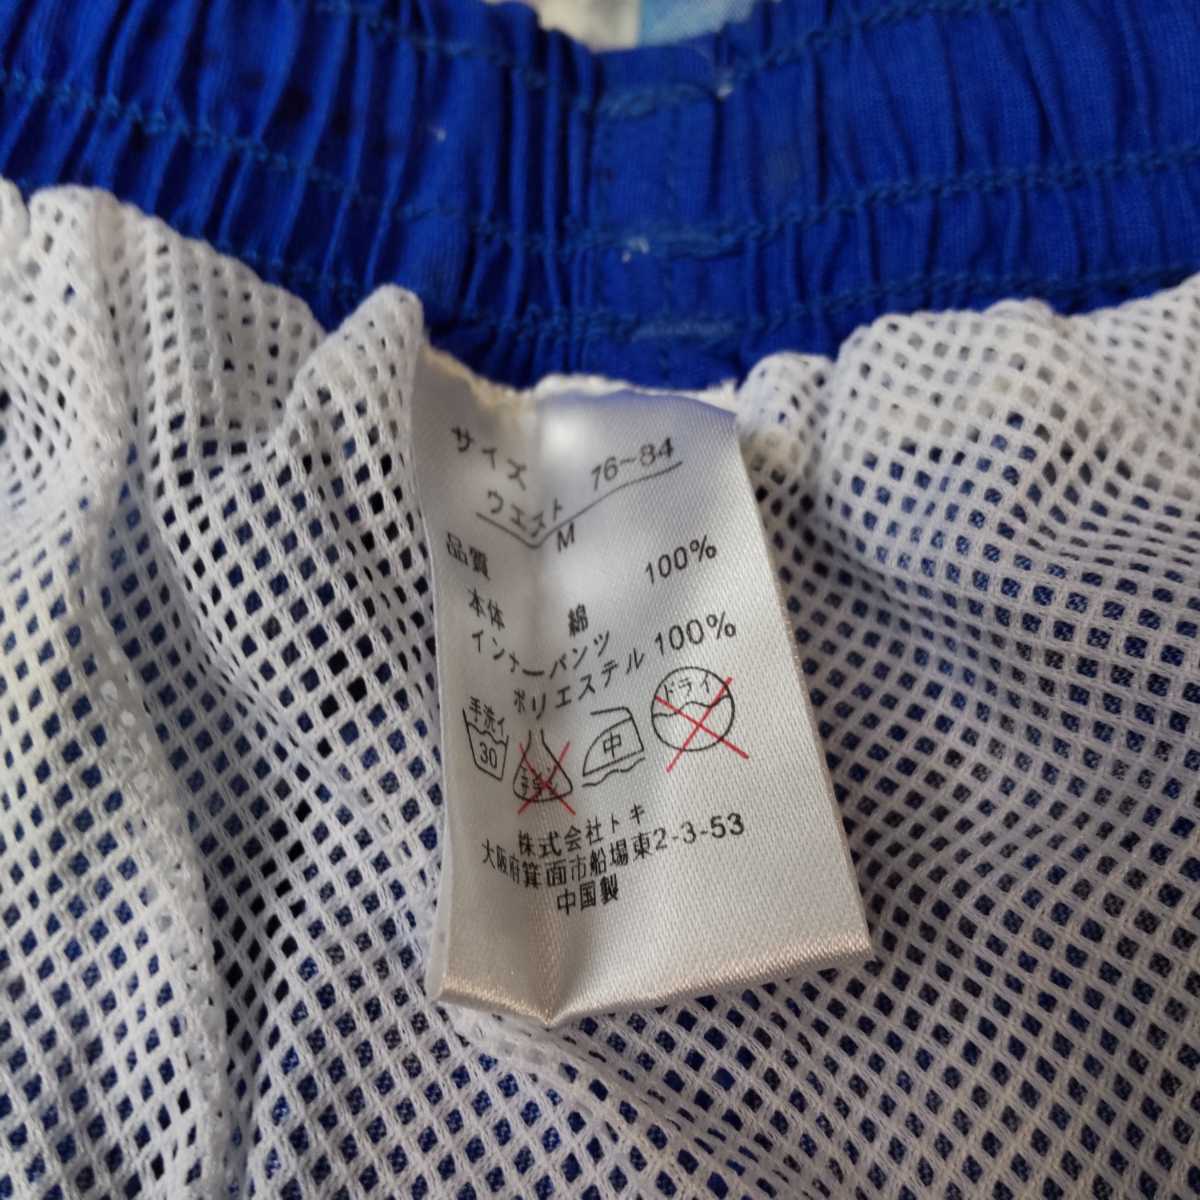 サイズ
ウエスト 76~84
M
品質
本体 綿 100%
インナーパンツ
ポリエステル 100%
手洗イ
30
中
ドライ
株式会社トキ
大阪府箕面市船場東2-3-53
中国製